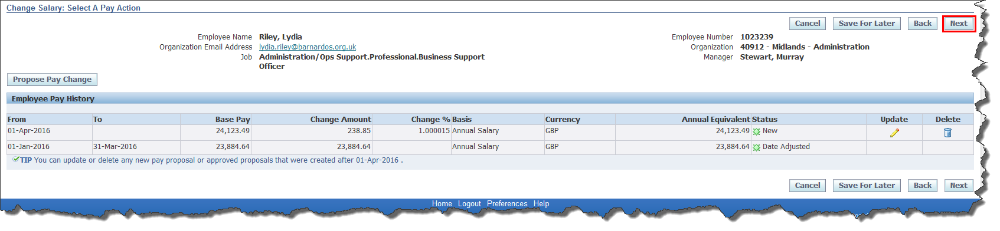 Change Salary: Select A Pay Action
Cancel Save For Later Back Next
Employee Name Riley, Lydia Employee Number 1023239
Organization Email Address lydia.riley@barnardos.org.uk Organization 40912 - Midlands - Administration
Job Administration/Ops Support.Professional.Business Support Manager Stewart, Murray
Officer
Propose Pay Change
Employee Pay History
From To Base Pay Change Amount Change % Basis Currency Annual Equivalent Status Update Delete
01-Apr-2016 24,123.49 238.85 1.000015 Annual Salary GBP 24,123.49 New
01-Jan-2016 31-Mar-2016 23,884.64 23,884.64 Annual Salary GBP 23,884.64 Date Adjusted
TIP You can update or delete any new pay proposal or approved proposals that were created after 01-Apr-2016 .
Cancel Save For Later Back Next
Home Logout Preferences Help